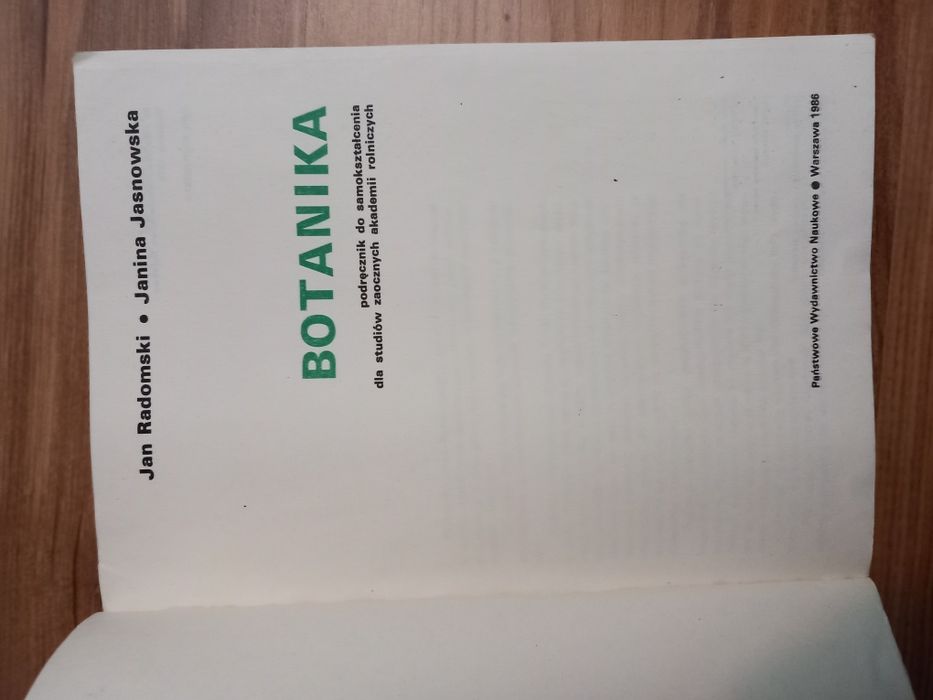 Jan Radomski ● Janina Jasnowska
BOTANIKA
podręcznik do samokształcenia
dla studiów zaocznych akademii rolniczych
Państwowe Wydawnictwo Naukowe ● Warszawa 1986